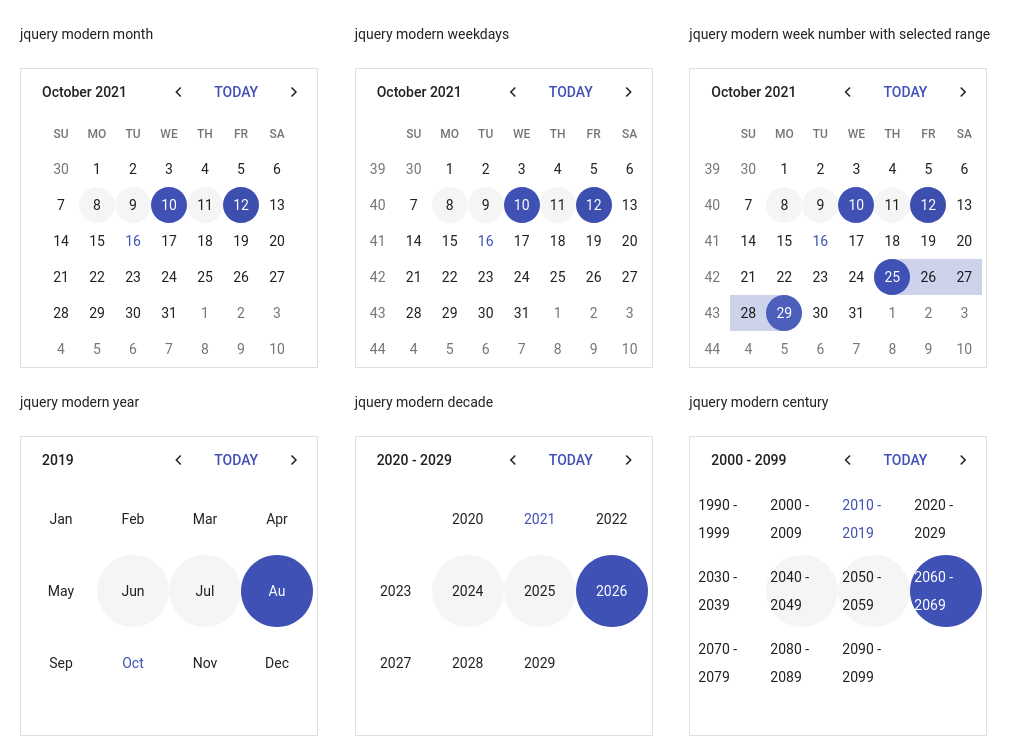 jquery modern month
October 2021 TODAY
SU MO TU WE TH FR SA
30 1 2 3 4 5 6
7 8 9 10 11 12 13
14 15 16 17 18 19 20
21 22 23 24 25 26 27
28 29 30 31 1 2 3
4 5 6 7 8 9 10
jquery modern weekdays
October 2021 TODAY
SU MO TU WE TH FR SA
39 30 1 2 3 4 5 6
40 7 8 9 10 11 12 13
41 14 15 16 17 18 19 20
42 21 22 23 24 25 26 27
43 28 29 30 31 1 2 3
44 4 5 6 7 8 9 10
jquery modern week number with selected range
October 2021 TODAY
SU MO TU WE TH FR SA
39 30 1 2 3 4 5 6
40 7 8 9 10 11 12 13
41 14 15 16 17 18 19 20
42 21 22 23 24 25 26 27
43 28 29 30 31 1 2 3
44 4 5 6 7 8 9 10
jquery modern year
2019 TODAY
Jan Feb Mar Apr
May Jun Jul Au
Sep Oct Nov Dec
jquery modern decade
2020 - 2029 TODAY
2020 2021 2022
2023 2024 2025 2026
2027 2028 2029
jquery modern century
2000 - 2099 TODAY
1990 - 2000 - 2010 - 2020 -
1999 2009 2019 2029
2030 - 2040 - 2050 - 2060 -
2039 2049 2059 2069
2070 - 2080 - 2090 -
2079 2089 2099